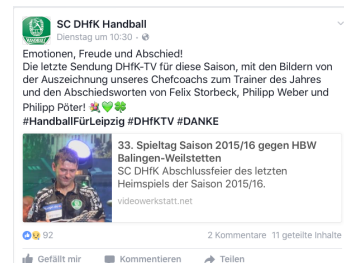 SC DHfK Handball
Dienstag um 10:30 ·
Emotionen, Freude und Abschied!
Die letzte Sendung DHfK-TV für diese Saison, mit den Bildern von
der Auszeichnung unseres Chefcoachs zum Trainer des Jahres
und den Abschiedsworten von Felix Storbeck, Philipp Weber und
Philipp Pöter! 💐💚🍀
#HandballFürLeipzig #DHfKTV #DANKE
33. Spieltag Saison 2015/16 gegen HBW
Balingen-Weilstetten
SC DHfK Abschlussfeier des letzten
Heimspiels der Saison 2015/16.
videowerkstatt.net
92
2 Kommentare 11 geteilte Inhalte
Gefällt mir
Kommentieren
Teilen